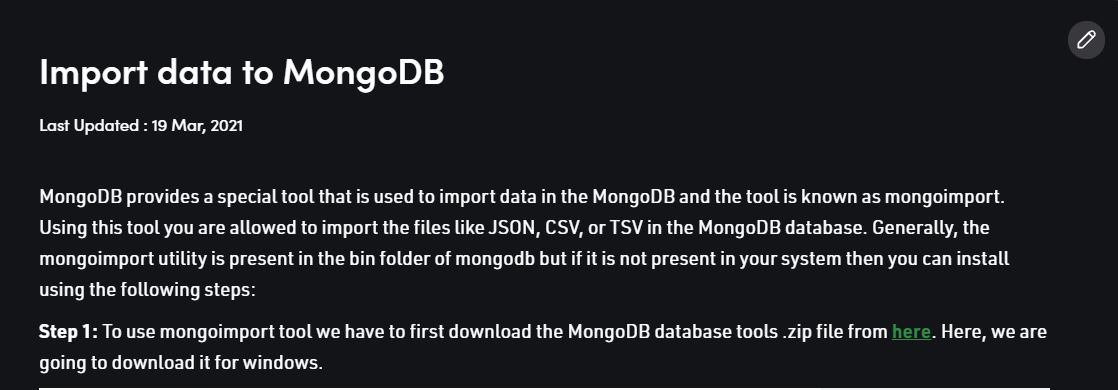 Import data to MongoDB
Last Updated : 19 Mar, 2021
MongoDB provides a special tool that is used to import data in the MongoDB and the tool is known as mongoimport.
Using this tool you are allowed to import the files like JSON, CSV, or TSV in the MongoDB database. Generally, the
mongoimport utility is present in the bin folder of mongodb but if it is not present in your system then you can install
using the following steps:
Step 1: To use mongoimport tool we have to first download the MongoDB database tools .zip file from here. Here, we are
going to download it for windows.